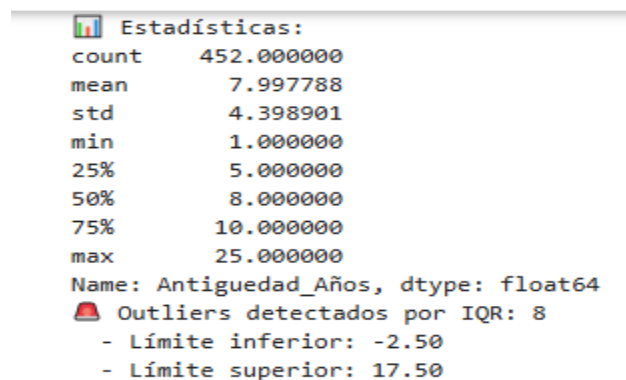 📊 Estadísticas:
count 452.000000
mean 7.997788
std 4.398901
min 1.000000
25% 5.000000
50% 8.000000
75% 10.000000
max 25.000000
Name: Antiguedad_Años, dtype: float64
🚨 Outliers detectados por IQR: 8
- Límite inferior: -2.50
- Límite superior: 17.50